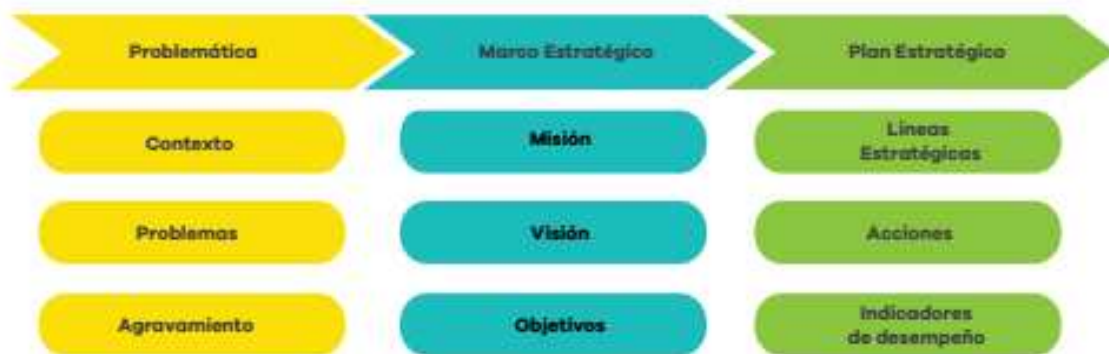 Problemática
Marco Estratégico
Plan Estratégico
Contexto
Misión
Líneas
Estratégicas
Problemas
Visión
Acciones
Agravamiento
Objetivos
Indicadores
de desempeño